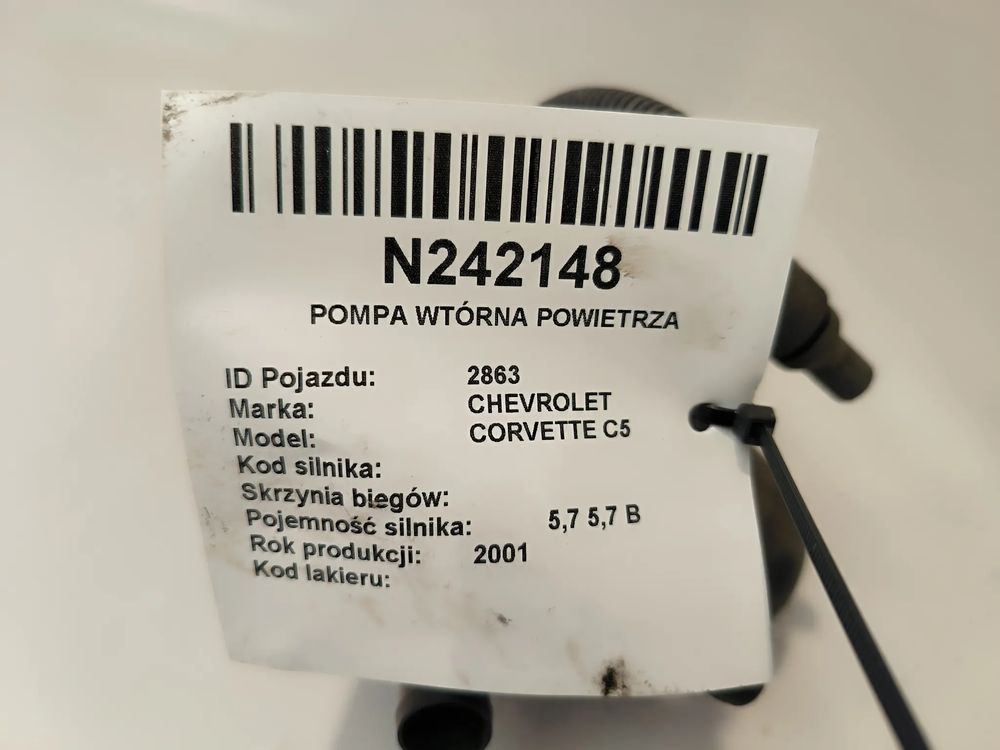 N242148
POMPA WTÓRNA POWIETRZA
ID Pojazdu: 2863
Marka: CHEVROLET
Model: CORVETTE C5
Kod silnika:
Skrzynia biegów:
Pojemność silnika: 5,7 5,7 B
Rok produkcji: 2001
Kod lakieru: